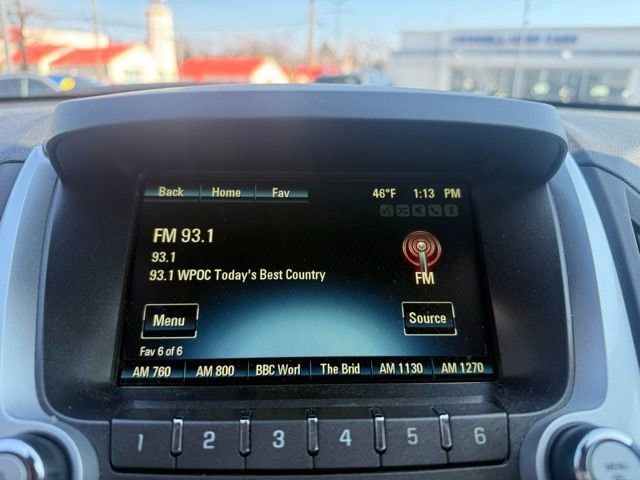 Back Home Fav 46°F 1:13 PM
FM 93.1
93.1
93.1 WPOC Today's Best Country
FM
Menu Source
Fav 6 of 6
AM 760 AM 800 BBC Worl The Brid AM 1130 AM 1270
1 2 3 4 5 6
MENU